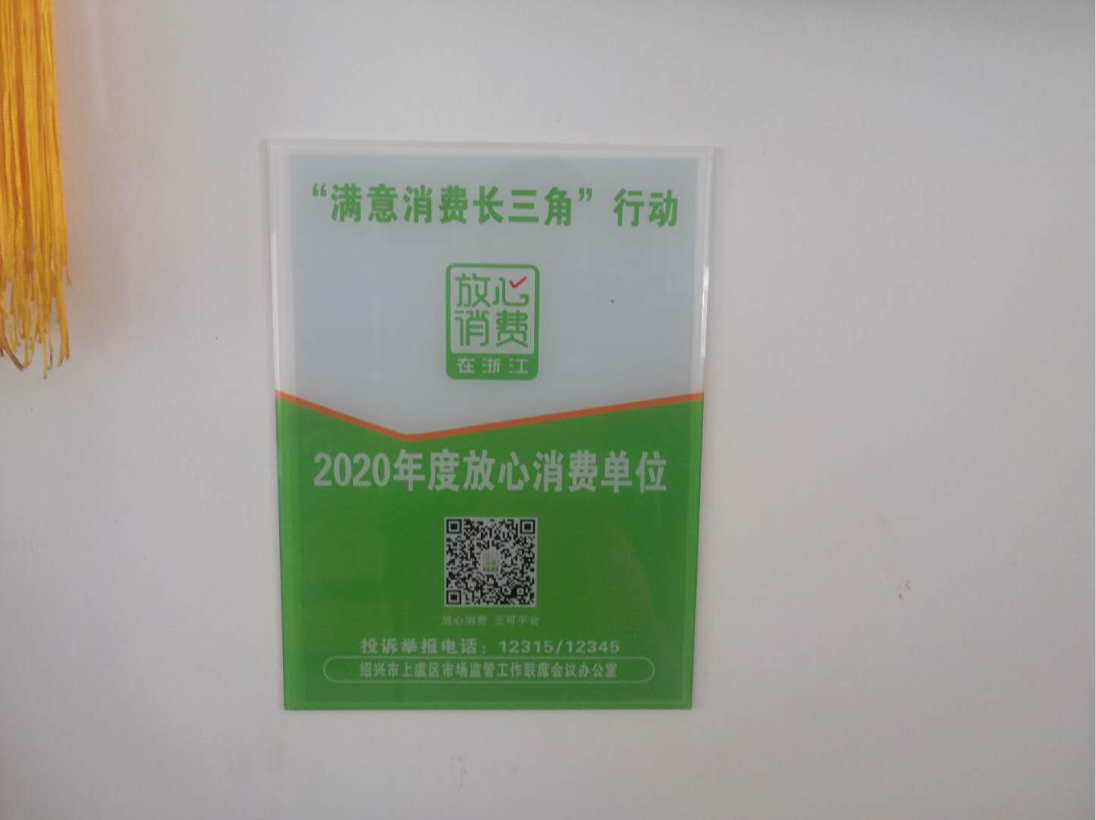 “满意消费长三角”行动
放心
消费
在浙江
2020年度放心消费单位
放心消费 三可平台
投诉举报电话：12315/12345
绍兴市上虞区市场监管工作联席会议办公室